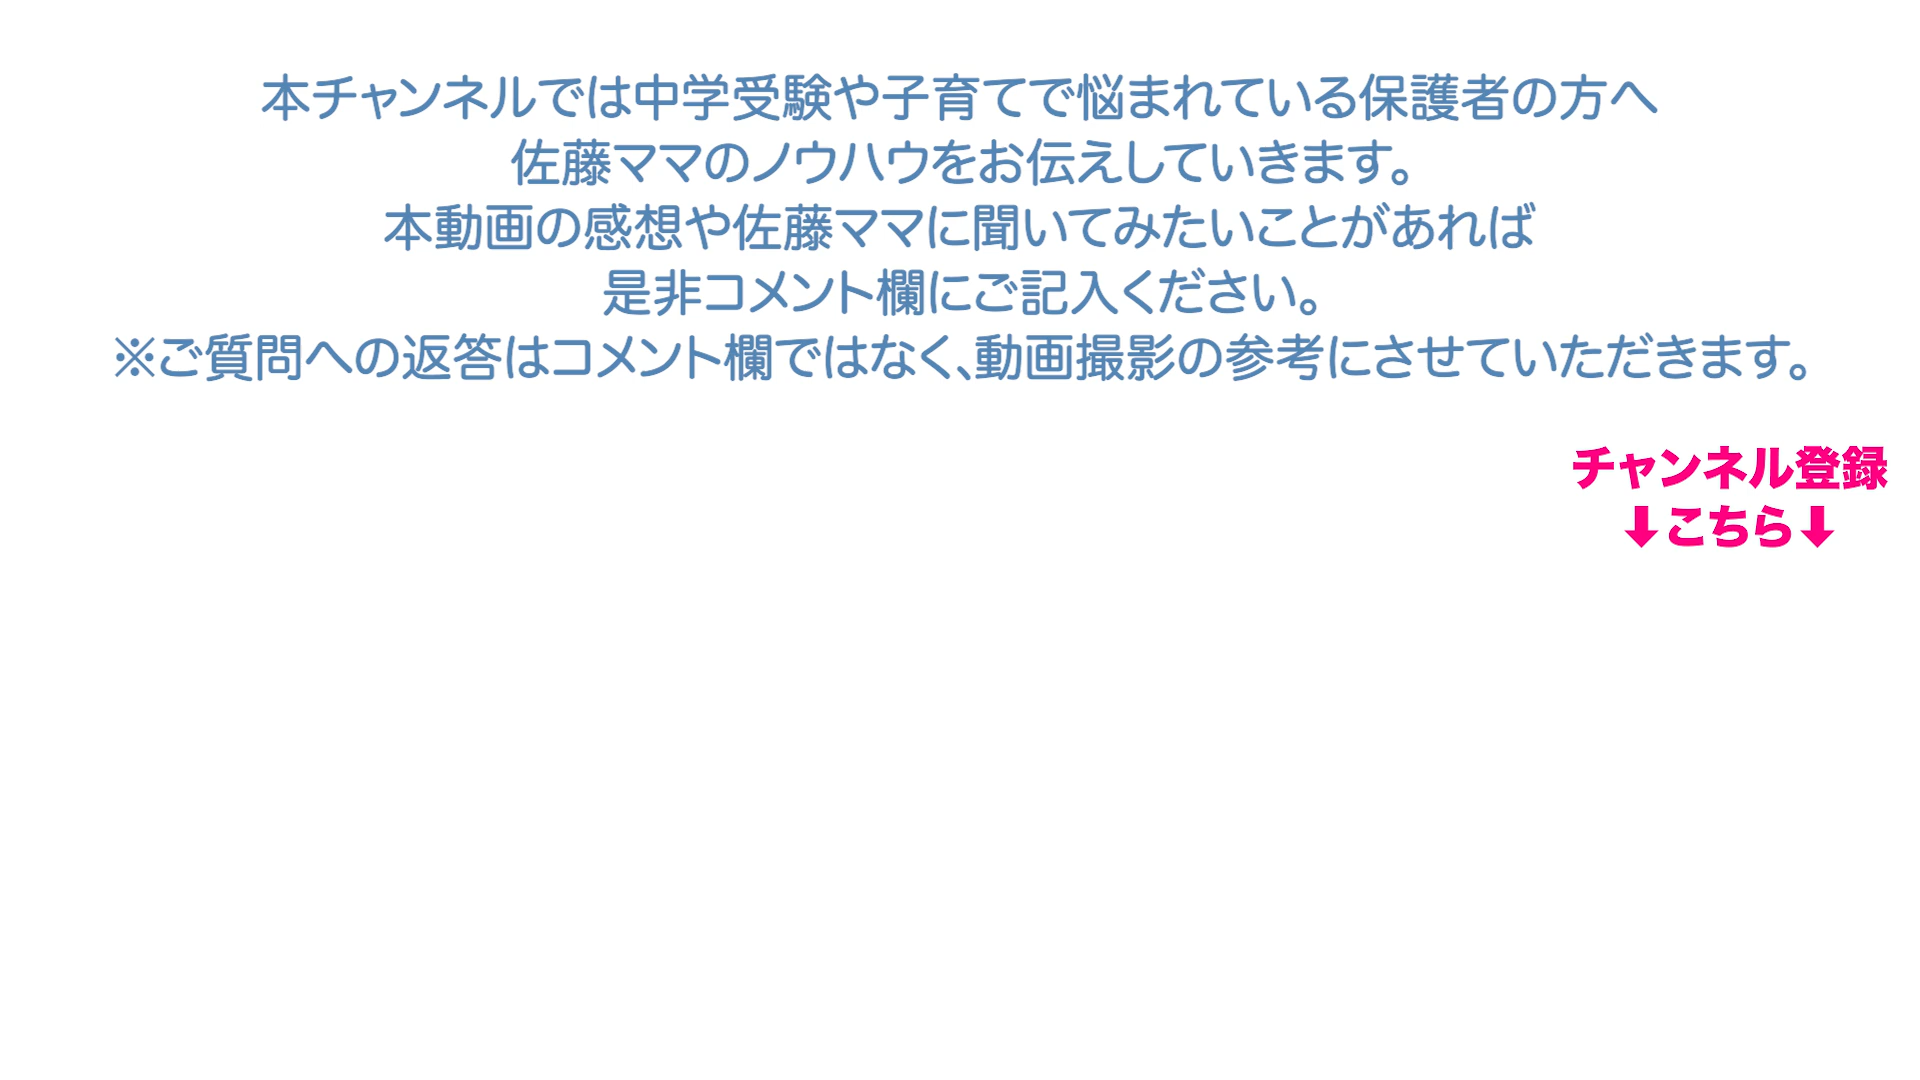 本チャンネルでは中学受験や子育てで悩まれている保護者の方へ
佐藤ママのノウハウをお伝えしていきます。
本動画の感想や佐藤ママに聞いてみたいことがあれば
是非コメント欄にご記入ください。
※ご質問への返答はコメント欄ではなく、動画撮影の参考にさせていただきます。
チャンネル登録
⬇こちら⬇